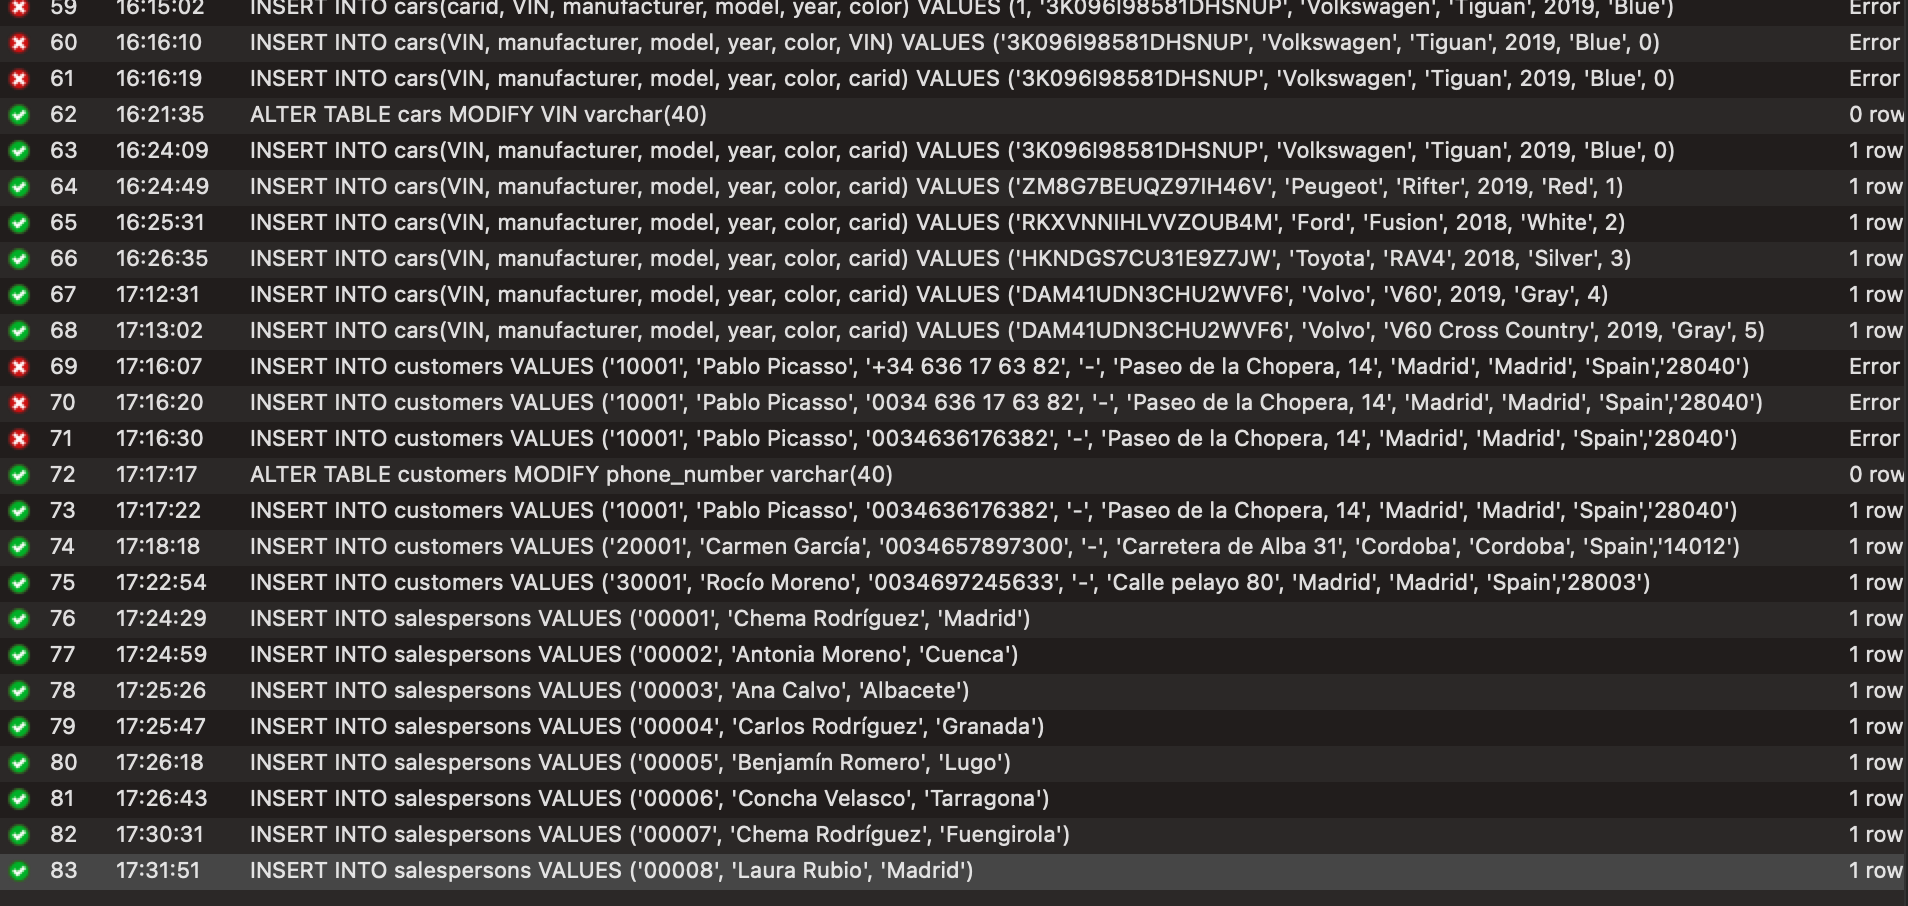 59 16:15:02 INSERT INTO cars(carid, VIN, manufacturer, model, year, color) VALUES (1, '3K096I98581DHSNUP', 'Volkswagen', 'Tiguan', 2019, 'Blue') Error
60 16:16:10 INSERT INTO cars(VIN, manufacturer, model, year, color, VIN) VALUES ('3K096I98581DHSNUP', 'Volkswagen', 'Tiguan', 2019, 'Blue', 0) Error
61 16:16:19 INSERT INTO cars(VIN, manufacturer, model, year, color, carid) VALUES ('3K096I98581DHSNUP', 'Volkswagen', 'Tiguan', 2019, 'Blue', 0) Error
62 16:21:35 ALTER TABLE cars MODIFY VIN varchar(40) 0 row
63 16:24:09 INSERT INTO cars(VIN, manufacturer, model, year, color, carid) VALUES ('3K096I98581DHSNUP', 'Volkswagen', 'Tiguan', 2019, 'Blue', 0) 1 row
64 16:24:49 INSERT INTO cars(VIN, manufacturer, model, year, color, carid) VALUES ('ZM8G7BEUQZ97IH46V', 'Peugeot', 'Rifter', 2019, 'Red', 1) 1 row
65 16:25:31 INSERT INTO cars(VIN, manufacturer, model, year, color, carid) VALUES ('RKXVNNIHLVVZOUB4M', 'Ford', 'Fusion', 2018, 'White', 2) 1 row
66 16:26:35 INSERT INTO cars(VIN, manufacturer, model, year, color, carid) VALUES ('HKNDGS7CU31E9Z7JW', 'Toyota', 'RAV4', 2018, 'Silver', 3) 1 row
67 17:12:31 INSERT INTO cars(VIN, manufacturer, model, year, color, carid) VALUES ('DAM41UDN3CHU2WVF6', 'Volvo', 'V60', 2019, 'Gray', 4) 1 row
68 17:13:02 INSERT INTO cars(VIN, manufacturer, model, year, color, carid) VALUES ('DAM41UDN3CHU2WVF6', 'Volvo', 'V60 Cross Country', 2019, 'Gray', 5) 1 row
69 17:16:07 INSERT INTO customers VALUES ('10001', 'Pablo Picasso', '+34 636 17 63 82', '-', 'Paseo de la Chopera, 14', 'Madrid', 'Madrid', 'Spain','28040') Error
70 17:16:20 INSERT INTO customers VALUES ('10001', 'Pablo Picasso', '0034 636 17 63 82', '-', 'Paseo de la Chopera, 14', 'Madrid', 'Madrid', 'Spain','28040') Error
71 17:16:30 INSERT INTO customers VALUES ('10001', 'Pablo Picasso', '0034636176382', '-', 'Paseo de la Chopera, 14', 'Madrid', 'Madrid', 'Spain','28040') Error
72 17:17:17 ALTER TABLE customers MODIFY phone_number varchar(40) 0 row
73 17:17:22 INSERT INTO customers VALUES ('10001', 'Pablo Picasso', '0034636176382', '-', 'Paseo de la Chopera, 14', 'Madrid', 'Madrid', 'Spain','28040') 1 row
74 17:18:18 INSERT INTO customers VALUES ('20001', 'Carmen García', '0034657897300', '-', 'Carretera de Alba 31', 'Cordoba', 'Cordoba', 'Spain','14012') 1 row
75 17:22:54 INSERT INTO customers VALUES ('30001', 'Rocío Moreno', '0034697245633', '-', 'Calle pelayo 80', 'Madrid', 'Madrid', 'Spain','28003') 1 row
76 17:24:29 INSERT INTO salespersons VALUES ('00001', 'Chema Rodríguez', 'Madrid') 1 row
77 17:24:59 INSERT INTO salespersons VALUES ('00002', 'Antonia Moreno', 'Cuenca') 1 row
78 17:25:26 INSERT INTO salespersons VALUES ('00003', 'Ana Calvo', 'Albacete') 1 row
79 17:25:47 INSERT INTO salespersons VALUES ('00004', 'Carlos Rodríguez', 'Granada') 1 row
80 17:26:18 INSERT INTO salespersons VALUES ('00005', 'Benjamín Romero', 'Lugo') 1 row
81 17:26:43 INSERT INTO salespersons VALUES ('00006', 'Concha Velasco', 'Tarragona') 1 row
82 17:30:31 INSERT INTO salespersons VALUES ('00007', 'Chema Rodríguez', 'Fuengirola') 1 row
83 17:31:51 INSERT INTO salespersons VALUES ('00008', 'Laura Rubio', 'Madrid') 1 row